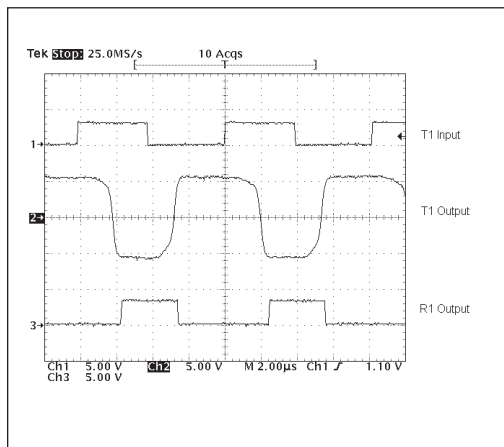 Tek Stop: 25.0MS/s 10 Acqs
T
1 T1 Input
2 T1 Output
3 R1 Output
Ch1 5.00 V Ch2 5.00 V M 2.00µs Ch1 1.10 V
Ch3 5.00 V